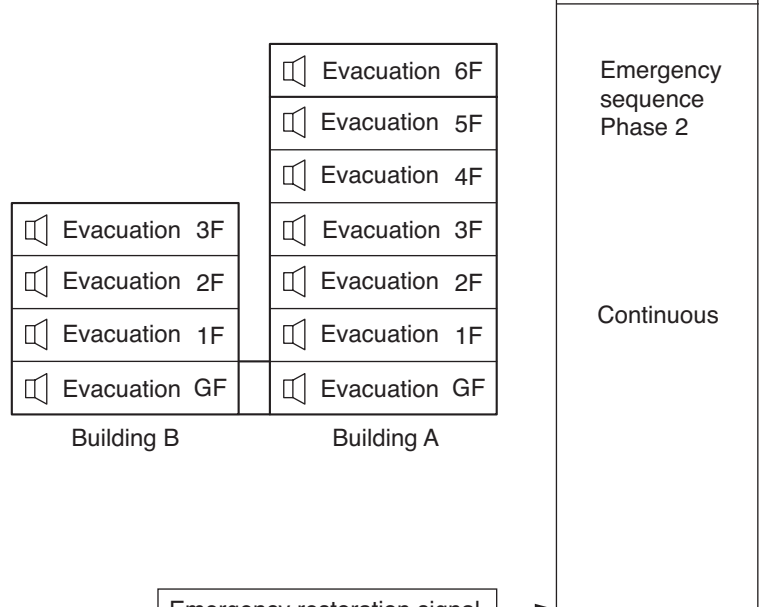 Evacuation 6F
Evacuation 5F
Evacuation 4F
Evacuation 3F
Evacuation 2F
Evacuation 1F
Evacuation GF
Building A
Evacuation 3F
Evacuation 2F
Evacuation 1F
Evacuation GF
Building B
Emergency
sequence
Phase 2
Continuous
Emergency restoration signal